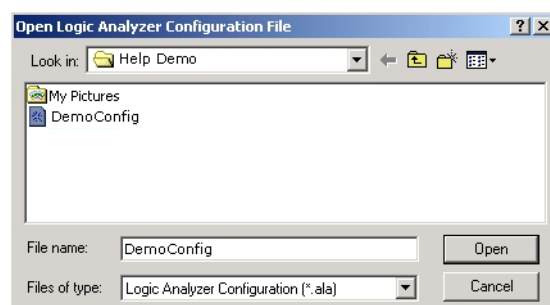 Open Logic Analyzer Configuration File
Look in: Help Demo
My Pictures
DemoConfig
File name: DemoConfig Open
Files of type: Logic Analyzer Configuration (*.ala) Cancel